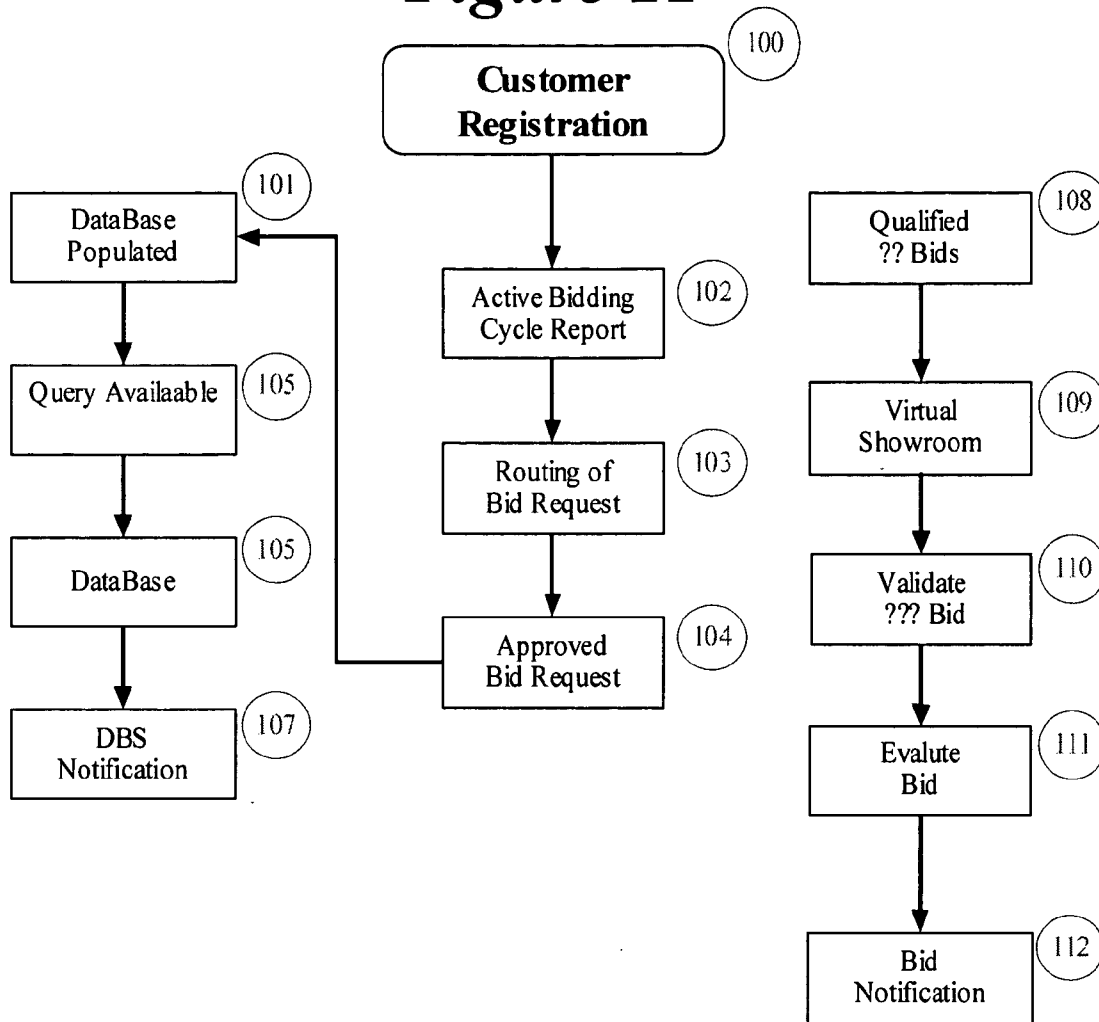 100
Customer
Registration
101
DataBase
Populated
108
Qualified
?? Bids
102
Active Bidding
Cycle Report
105
Query Availaable
109
Virtual
Showroom
103
Routing of
Bid Request
105
DataBase
110
Validate
??? Bid
104
Approved
Bid Request
107
DBS
Notification
111
Evalute
Bid
112
Bid
Notification